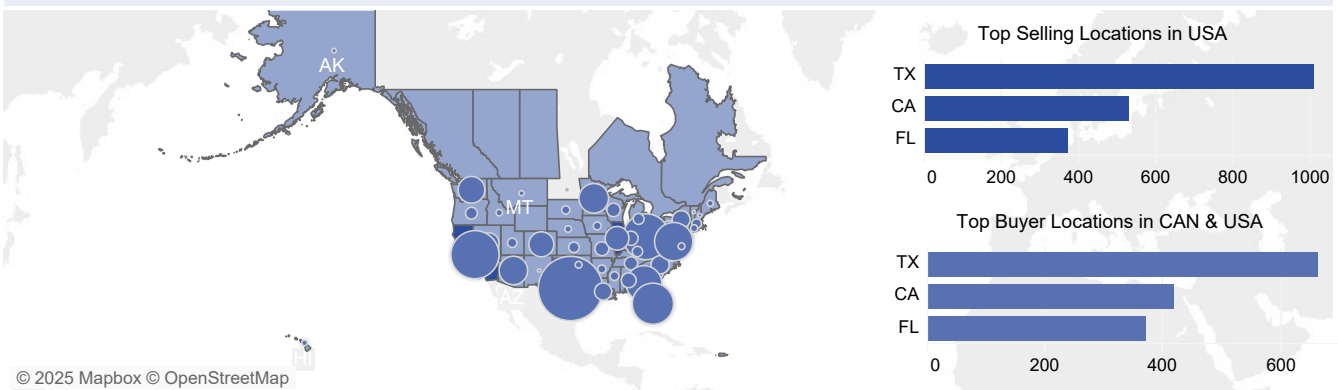 AK
MT
AZ
HI
© 2025 Mapbox © OpenStreetMap
Top Selling Locations in USA
TX
CA
FL
0 200 400 600 800 1000
Top Buyer Locations in CAN & USA
TX
CA
FL
0 200 400 600